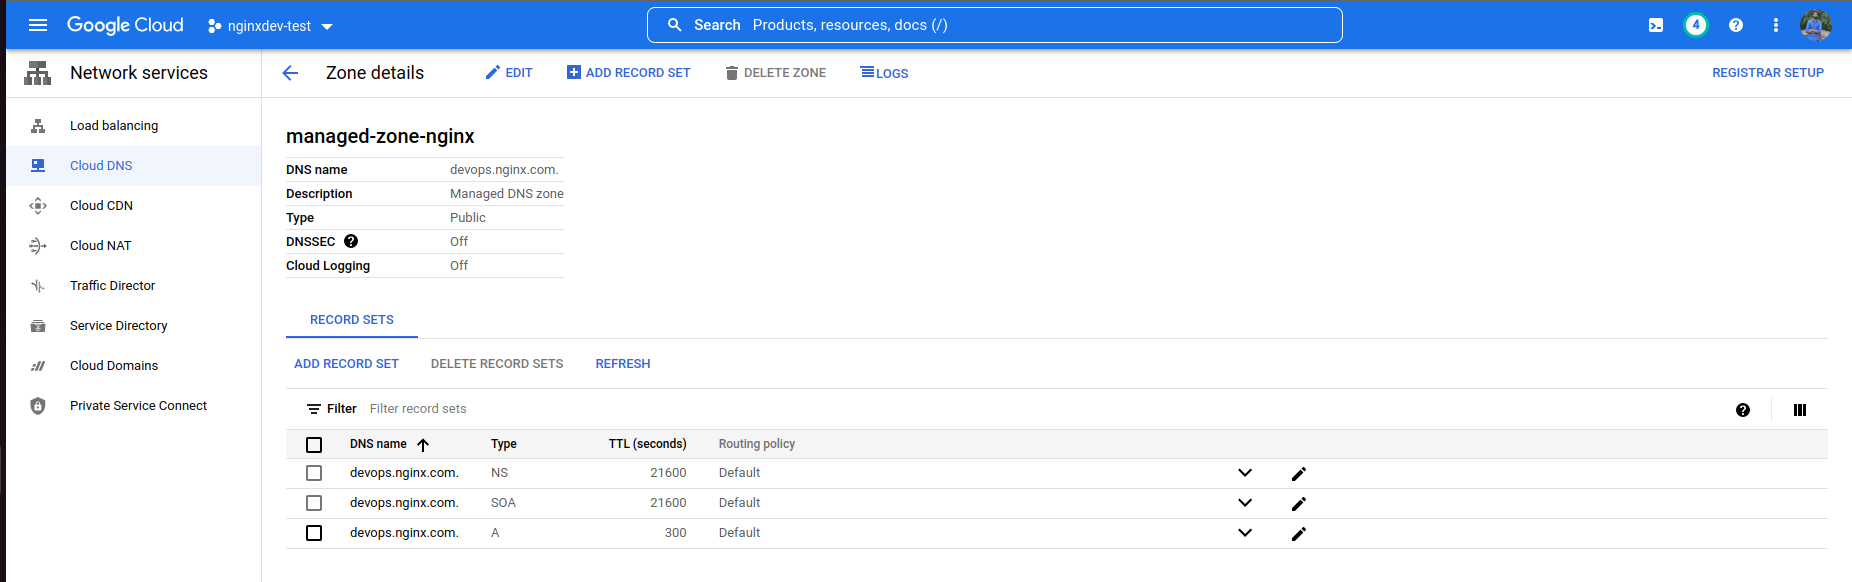 Google Cloud nginxdev-test Search Products, resources, docs (/) 4
Network services Zone details EDIT ADD RECORD SET DELETE ZONE LOGS REGISTRAR SETUP
Load balancing
Cloud DNS
Cloud CDN
Cloud NAT
Traffic Director
Service Directory
Cloud Domains
Private Service Connect
managed-zone-nginx
DNS name devops.nginx.com.
Description Managed DNS zone
Type Public
DNSSEC ? Off
Cloud Logging Off
RECORD SETS
ADD RECORD SET DELETE RECORD SETS REFRESH
Filter Filter record sets
DNS name Type TTL (seconds) Routing policy
devops.nginx.com. NS 21600 Default
devops.nginx.com. SOA 21600 Default
devops.nginx.com. A 300 Default